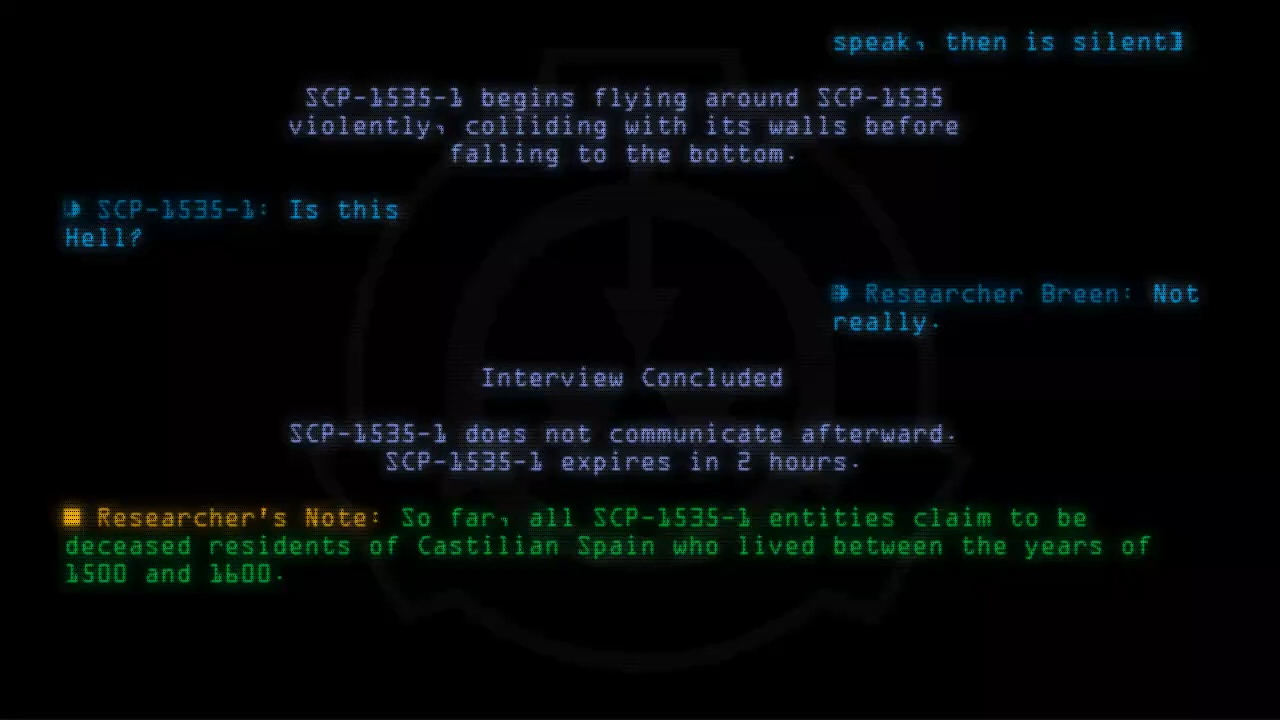 speak, then is silent]
SCP-1535-1 begins flying around SCP-1535
violently, colliding with its walls before
falling to the bottom.
SCP-1535-1: Is this
Hell?
Researcher Breen: Not
really.
Interview Concluded
SCP-1535-1 does not communicate afterward.
SCP-1535-1 expires in 2 hours.
Researcher's Note: So far, all SCP-1535-1 entities claim to be
deceased residents of Castilian Spain who lived between the years of
1500 and 1600.